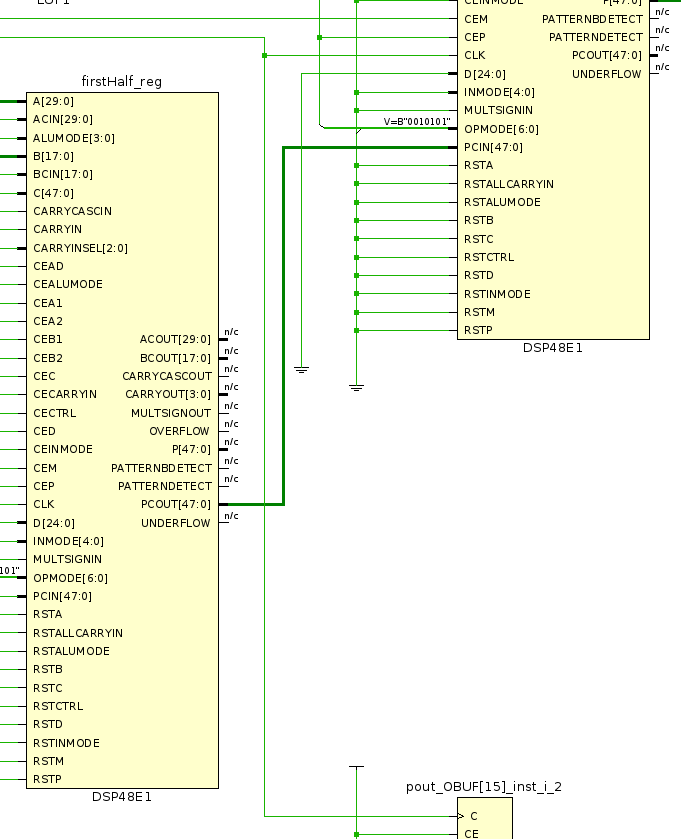 CEM PATTERNBDETECT n/c
CEP PATTERNDETECT n/c
CLK PCOUT[47:0] n/c
D[24:0] UNDERFLOW n/c
INMODE[4:0]
MULTSIGNIN
V=B"0010101" OPMODE[6:0]
PCIN[47:0]
RSTA
RSTALLCARRYIN
RSTALUMODE
RSTB
RSTC
RSTCTRL
RSTD
RSTINMODE
RSTM
RSTP
DSP48E1
firstHalf_reg
A[29:0]
ACIN[29:0]
ALUMODE[3:0]
B[17:0]
BCIN[17:0]
C[47:0]
CARRYCASCIN
CARRYIN
CARRYINSEL[2:0]
CEAD
CEALUMODE
CEA1
CEA2
CEB1 ACOUT[29:0] n/c
CEB2 BCOUT[17:0] n/c
CEC CARRYCASCOUT n/c
CECARRYIN CARRYOUT[3:0] n/c
CECTRL MULTSIGNOUT n/c
CED OVERFLOW n/c
CEINMODE P[47:0] n/c
CEM PATTERNBDETECT n/c
CEP PATTERNDETECT n/c
CLK PCOUT[47:0]
D[24:0] UNDERFLOW n/c
INMODE[4:0]
MULTSIGNIN
101" OPMODE[6:0]
PCIN[47:0]
RSTA
RSTALLCARRYIN
RSTALUMODE
RSTB
RSTC
RSTCTRL
RSTD
RSTINMODE
RSTM
RSTP
DSP48E1
pout_OBUF[15]_inst_i_2
C
CE